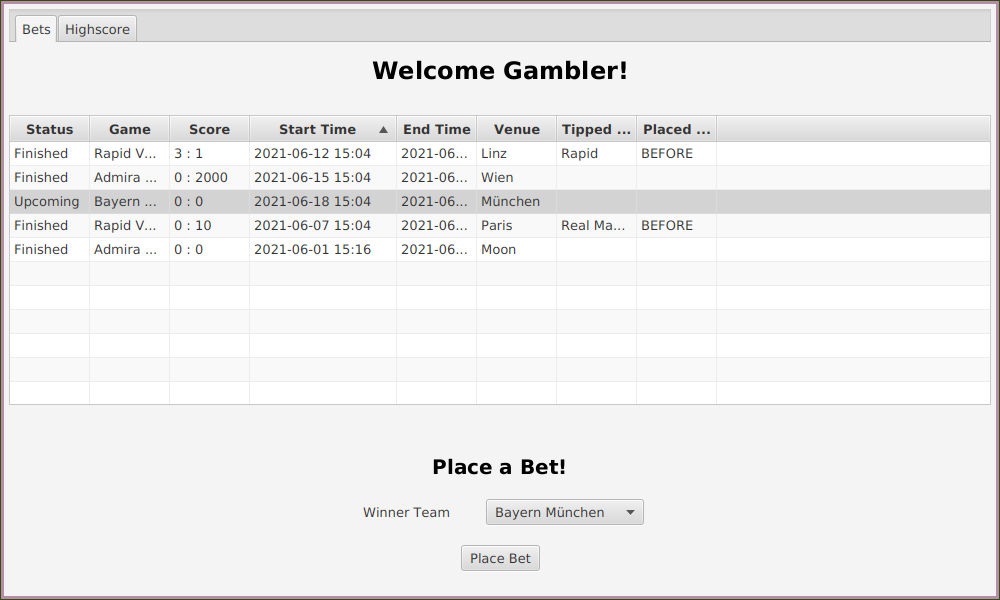 Bets Highscore
Welcome Gambler!
Status Game Score Start Time End Time Venue Tipped ... Placed ...
Finished Rapid V... 3 : 1 2021-06-12 15:04 2021-06... Linz Rapid BEFORE
Finished Admira ... 0 : 2000 2021-06-15 15:04 2021-06... Wien
Upcoming Bayern ... 0 : 0 2021-06-18 15:04 2021-06... München
Finished Rapid V... 0 : 10 2021-06-07 15:04 2021-06... Paris Real Ma... BEFORE
Finished Admira ... 0 : 0 2021-06-01 15:16 2021-06... Moon
Place a Bet!
Winner Team Bayern München
Place Bet